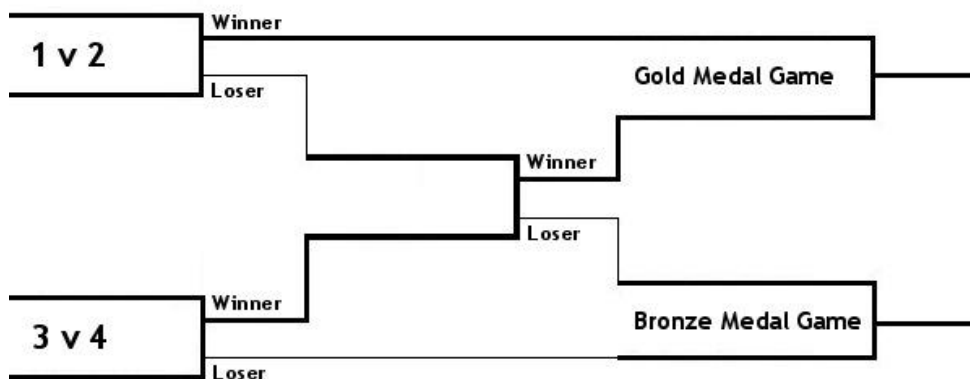 Winner
1 v 2
Loser
Gold Medal Game
Winner
Loser
Winner
3 v 4
Loser
Bronze Medal Game